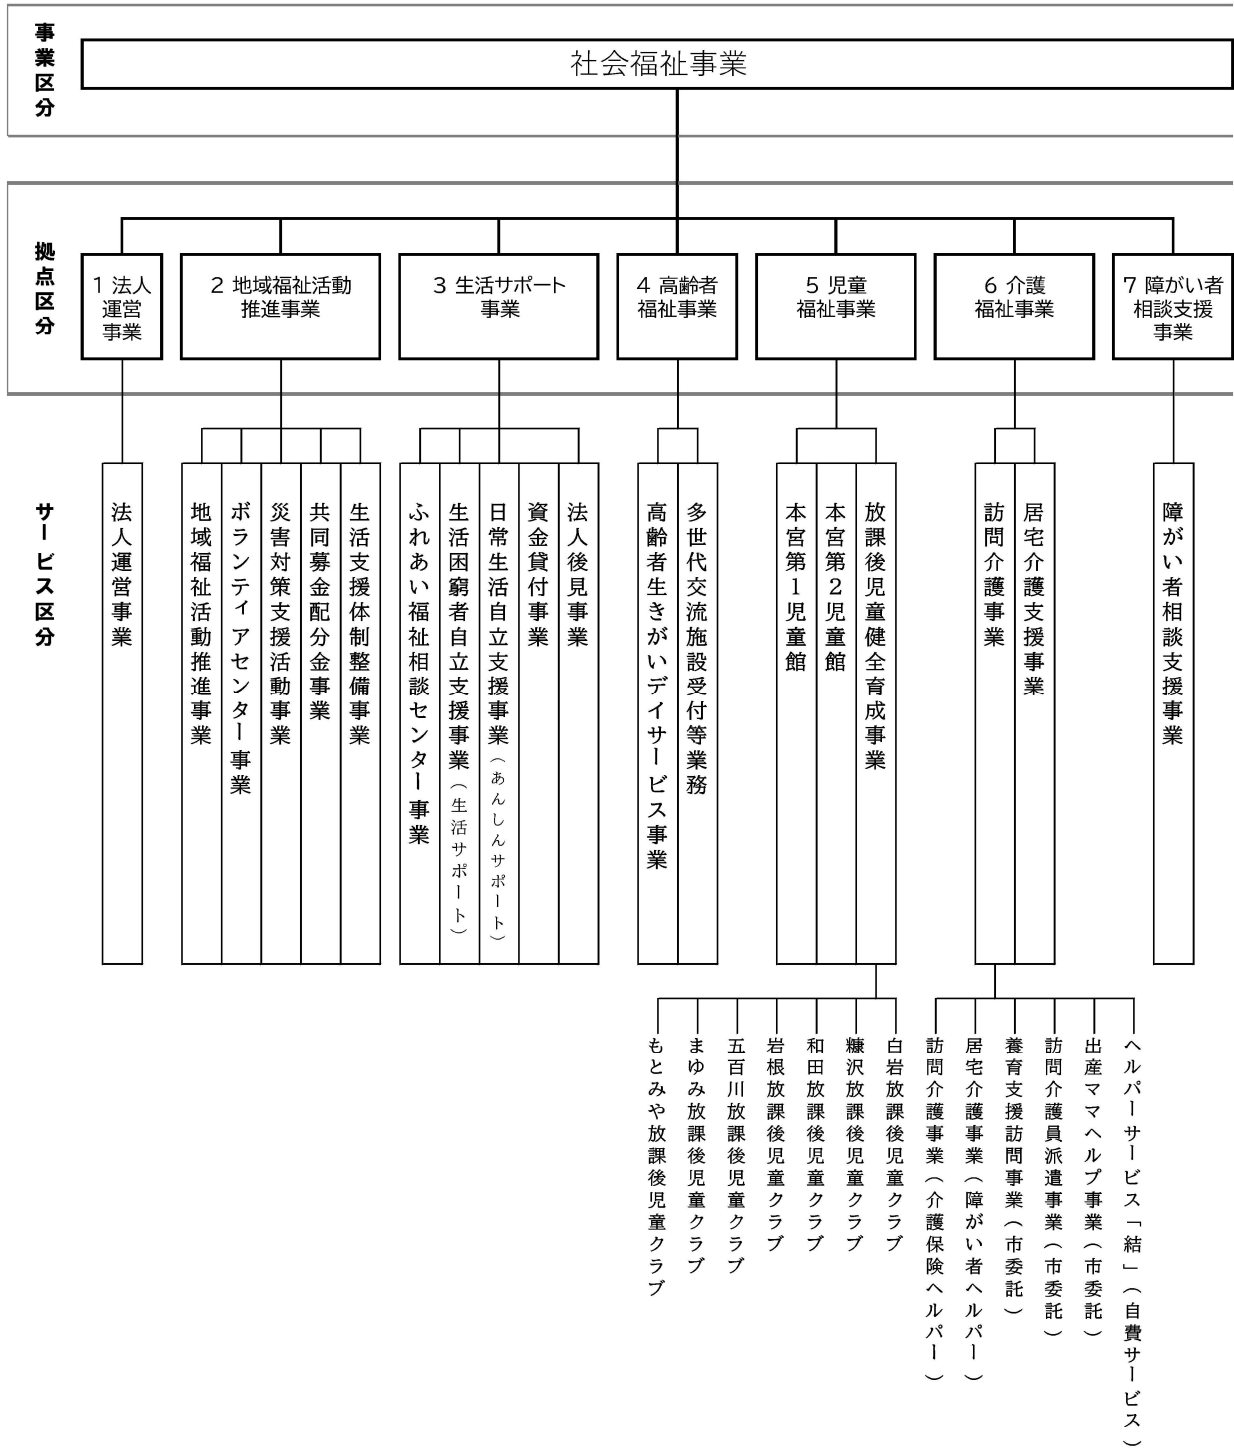 事業区分
社会福祉事業
拠点区分
1 法人
運営
事業
2 地域福祉活動
推進事業
3 生活サポート
事業
4 高齢者
福祉事業
5 児童
福祉事業
6 介護
福祉事業
7 障がい者
相談支援
事業
サービス区分
法人運営事業
地域福祉活動推進事業
ボランティアセンター事業
災害対策支援活動事業
共同募金配分金事業
生活支援体制整備事業
ふれあい福祉相談センター事業
生活困窮者自立支援事業（生活サポート）
日常生活自立支援事業（あんしんサポート）
資金貸付事業
法人後見事業
高齢者生きがいデイサービス事業
多世代交流施設受付等業務
本宮第1児童館
本宮第2児童館
放課後児童健全育成事業
訪問介護事業
居宅介護支援事業
障がい者相談支援事業
もとみや放課後児童クラブ
まゆみ放課後児童クラブ
五百川放課後児童クラブ
岩根放課後児童クラブ
和田放課後児童クラブ
糠沢放課後児童クラブ
白岩放課後児童クラブ
訪問介護事業（介護保険ヘルパー）
居宅介護事業（障がい者ヘルパー）
養育支援訪問事業（市委託）
訪問介護員派遣事業（市委託）
出産ママヘルプ事業（市委託）
ヘルパーサービス「結」（自費サービス）